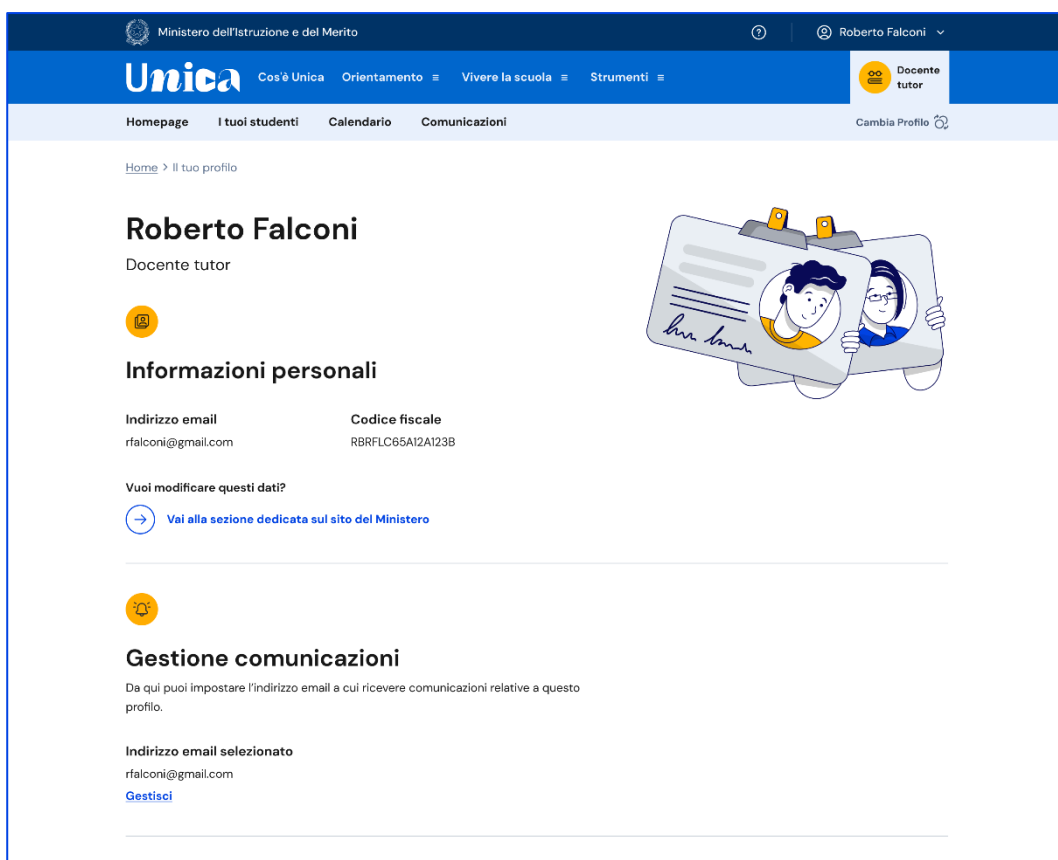 Ministero dell'Istruzione e del Merito
Roberto Falconi
Unica
Cos'è Unica Orientamento Vivere la scuola Strumenti
Docente
tutor
Homepage I tuoi studenti Calendario Comunicazioni
Cambia Profilo
Home > Il tuo profilo
Roberto Falconi
Docente tutor
Informazioni personali
Indirizzo email Codice fiscale
rfalconi@gmail.com RBRFLC65A12A123B
Vuoi modificare questi dati?
Vai alla sezione dedicata sul sito del Ministero
Gestione comunicazioni
Da qui puoi impostare l'indirizzo email a cui ricevere comunicazioni relative a questo
profilo.
Indirizzo email selezionato
rfalconi@gmail.com
Gestisci